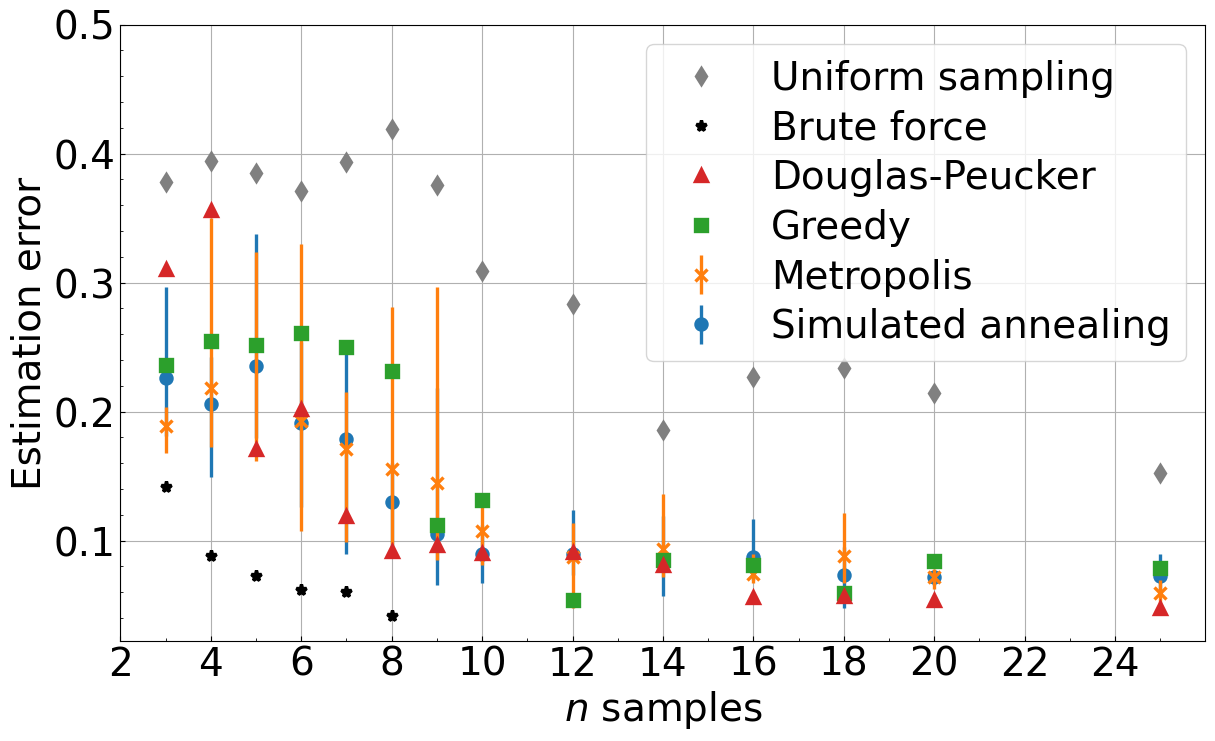 0.5
0.4
0.3
0.2
0.1
Estimation error
Uniform sampling
Brute force
Douglas-Peucker
Greedy
Metropolis
Simulated annealing
2 4 6 8 10 12 14 16 18 20 22 24
n samples